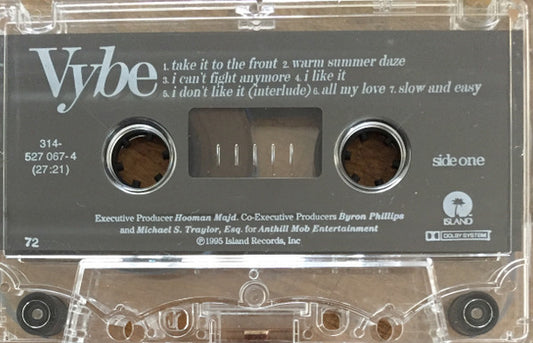 Vybe
1. take it to the front 2. warm summer daze
3. i can't fight anymore 4. i like it
5. i don't like it (interlude) 6. all my love 7. slow and easy
314-
527 067-4
(27:21)
side one
ISLAND
Executive Producer Hooman Majd. Co-Executive Producers Byron Phillips
and Michael S. Traylor, Esq. for Anthill Mob Entertainment
℗1995 Island Records, Inc
DOLBY SYSTEM
72